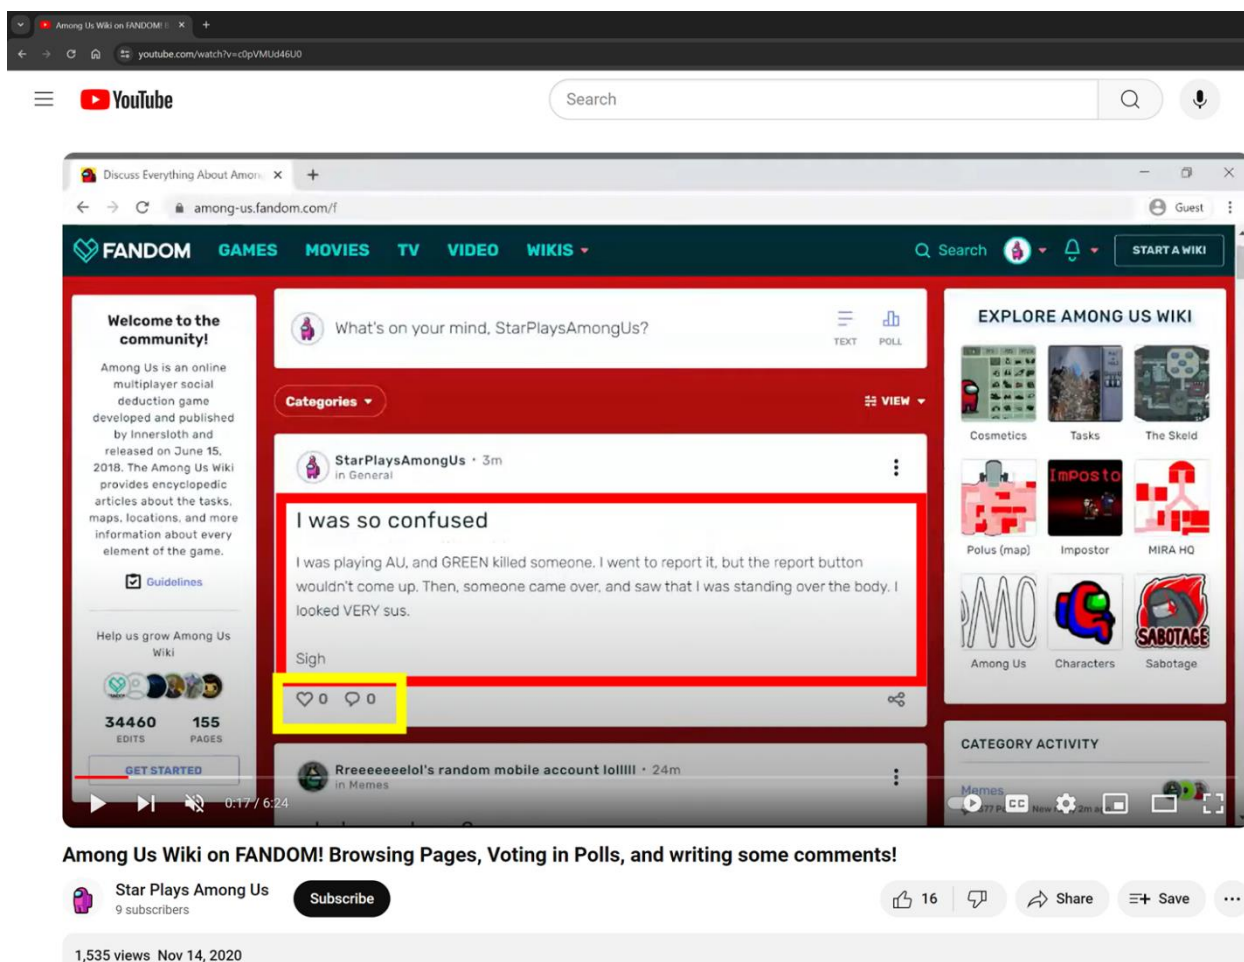 Among Us Wiki on FANDOM!
youtube.com/watch?v=c0pVMUd46U0
YouTube
Search
Discuss Everything About Amon
among-us.fandom.com/f
Guest
FANDOM GAMES MOVIES TV VIDEO WIKIS Search START A WIKI
Welcome to the
community!
Among Us is an online
multiplayer social
deduction game
developed and published
by Innersloth and
released on June 15,
2018. The Among Us Wiki
provides encyclopedic
articles about the tasks,
maps, locations, and more
information about every
element of the game.
Guidelines
Help us grow Among Us
Wiki
34460 155
EDITS PAGES
GET STARTED
What's on your mind, StarPlaysAmongUs?
TEXT POLL
Categories
VIEW
StarPlaysAmongUs • 3m
in General
I was so confused
I was playing AU, and GREEN killed someone. I went to report it, but the report button
wouldn't come up. Then, someone came over, and saw that I was standing over the body. I
looked VERY sus.
Sigh
0 0
Rreeeeeeelol's random mobile account lolllll • 24m
in Memes
EXPLORE AMONG US WIKI
Cosmetics Tasks The Skeld
Imposto
Polus (map) Impostor MIRA HQ
SABOTAGE
Among Us Characters Sabotage
CATEGORY ACTIVITY
Memes
0:17 / 6:24
CC
Among Us Wiki on FANDOM! Browsing Pages, Voting in Polls, and writing some comments!
Star Plays Among Us
9 subscribers
Subscribe
16
Share
Save
1,535 views Nov 14, 2020